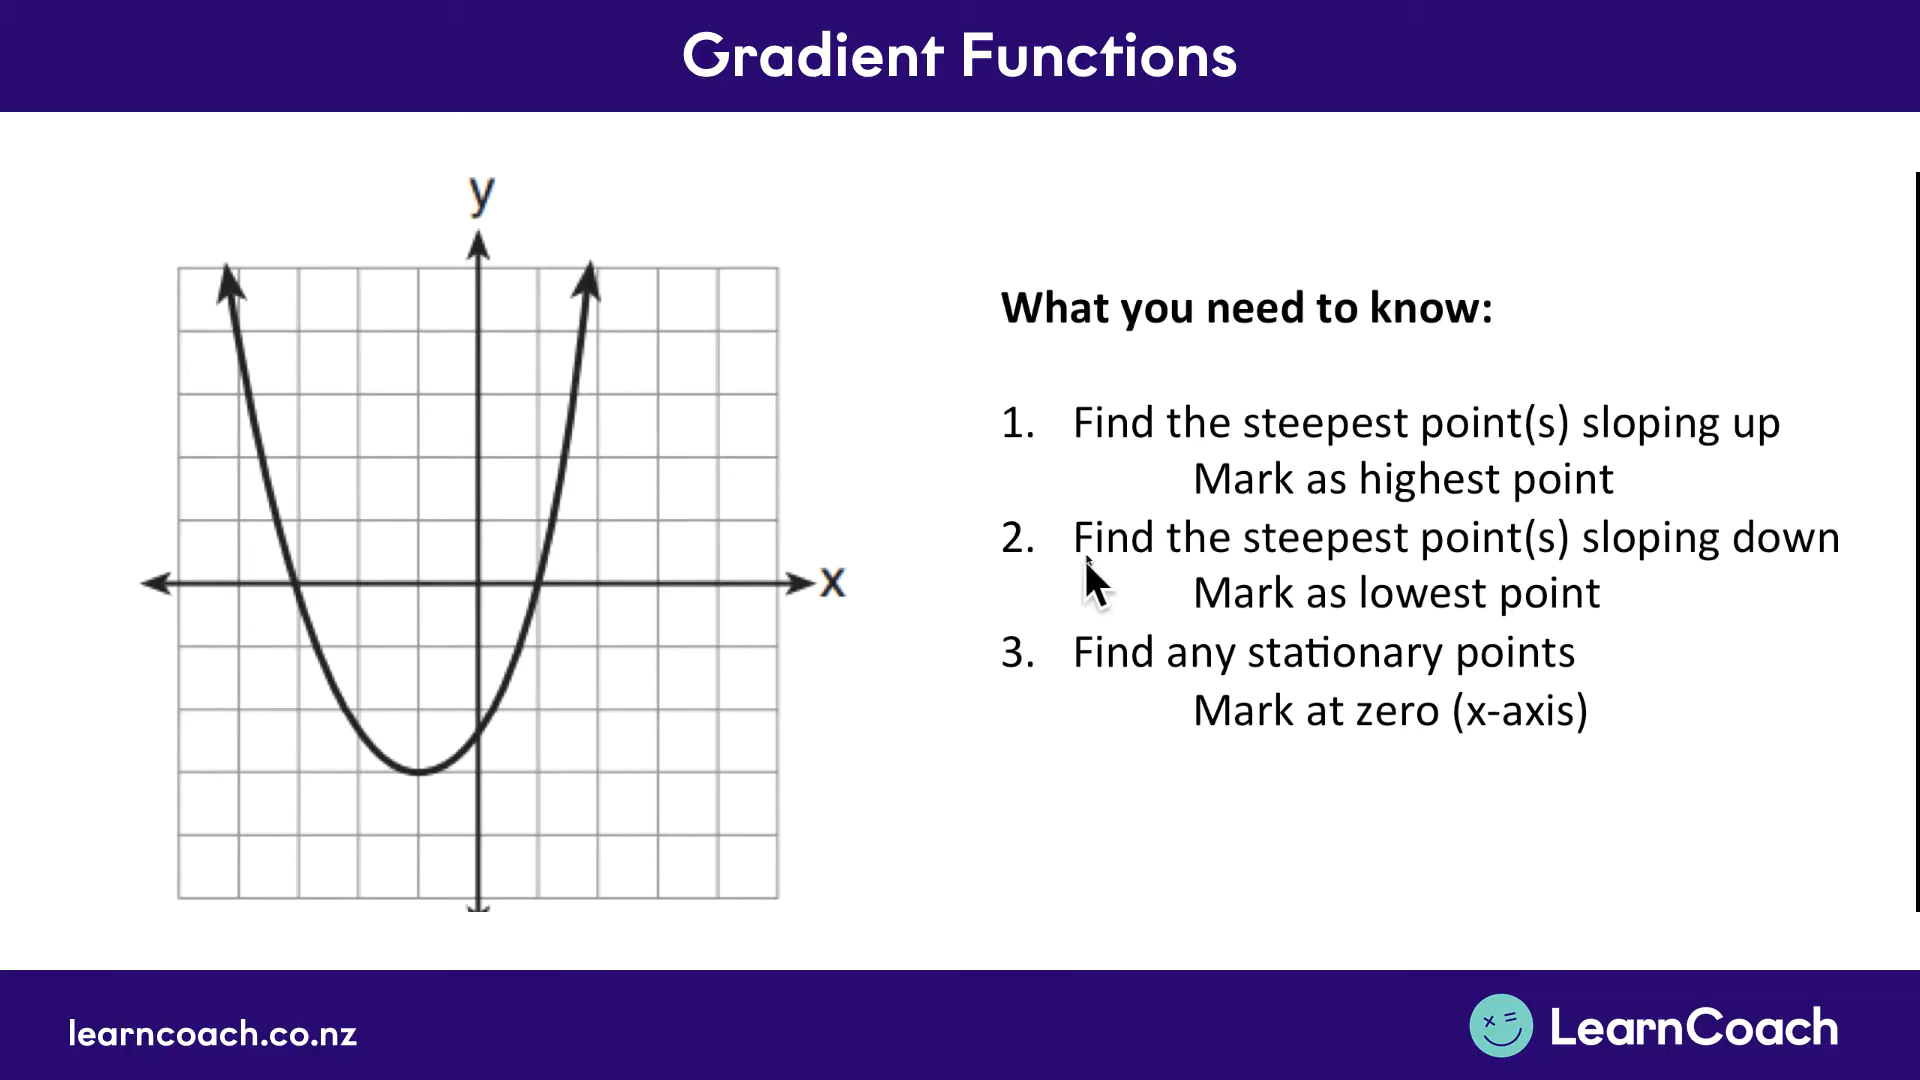 Gradient Functions
y
x
What you need to know:
1. Find the steepest point(s) sloping up
Mark as highest point
2. Find the steepest point(s) sloping down
Mark as lowest point
3. Find any stationary points
Mark at zero (x-axis)
learncoach.co.nz
LearnCoach